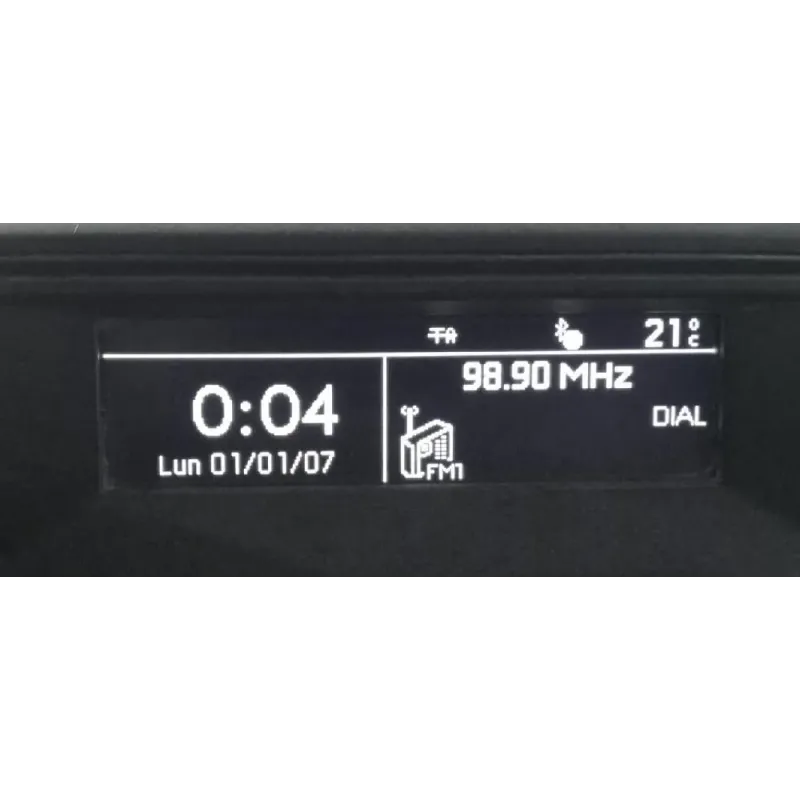 TA 21°C
98.90 MHz
0:04
DIAL
Lun 01/01/07
FM1